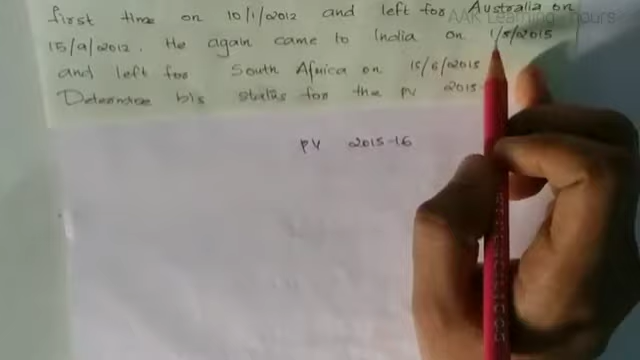 first time on 10/1/2012 and left for Australia on
15/9/2012. He again came to India on 1/5/2015
and left for South Africa on 15/6/2015
Determine his status for the PY 2015-
PY 2015-16
AAK Learning hours